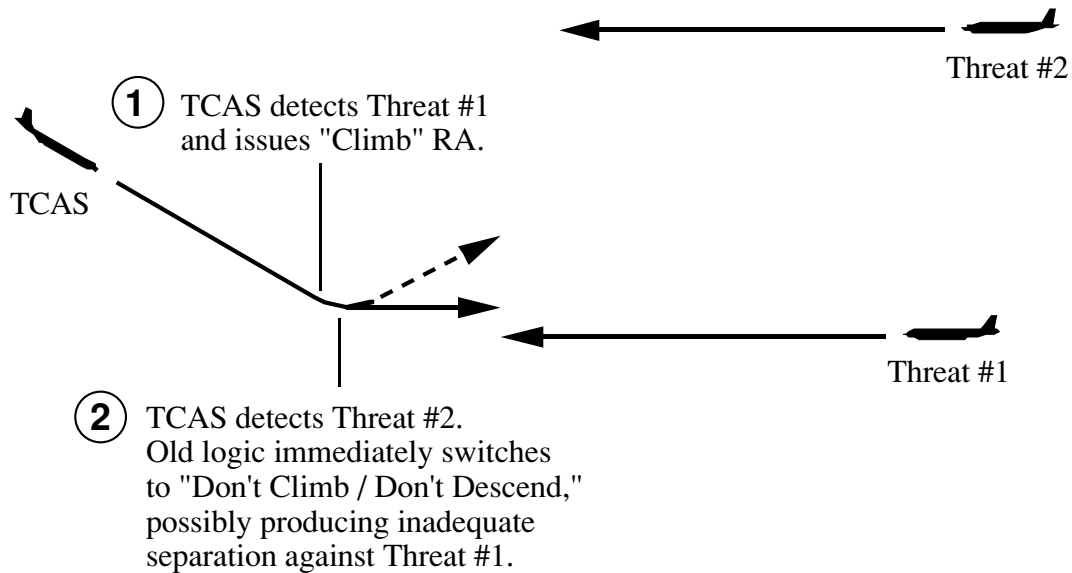 Threat #2
1 TCAS detects Threat #1
and issues "Climb" RA.
TCAS
Threat #1
2 TCAS detects Threat #2.
Old logic immediately switches
to "Don't Climb / Don't Descend,"
possibly producing inadequate
separation against Threat #1.